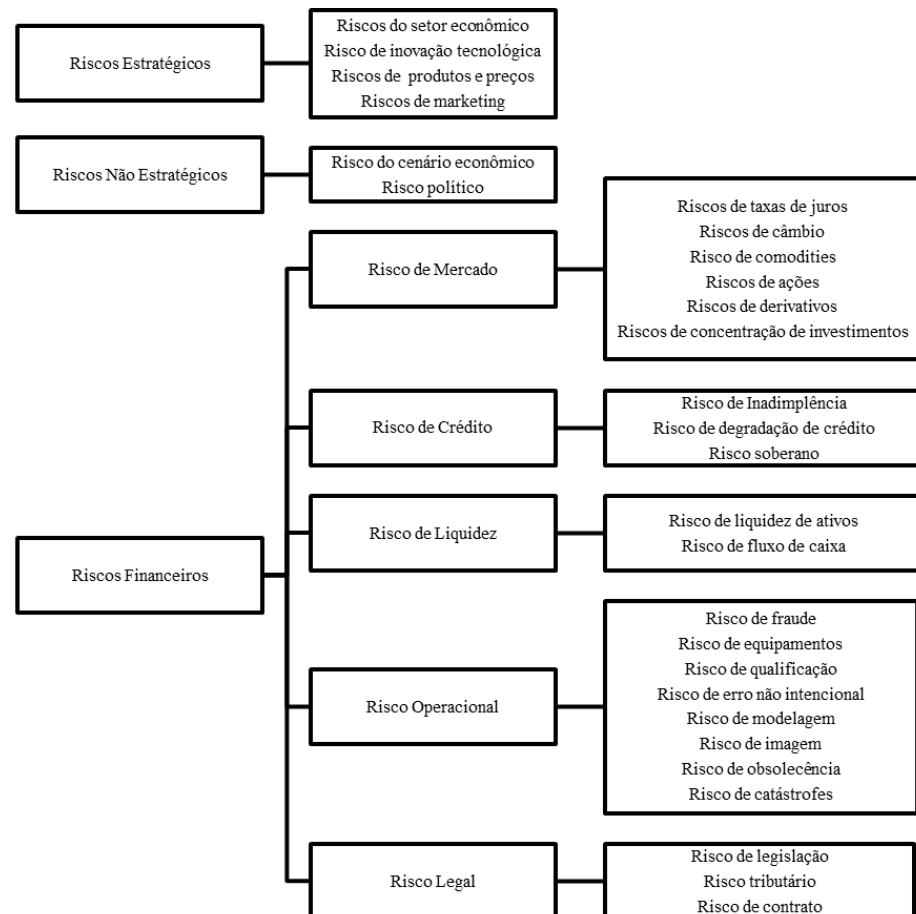 Riscos Estratégicos
Riscos do setor econômico
Risco de inovação tecnológica
Riscos de produtos e preços
Riscos de marketing
Riscos Não Estratégicos
Risco do cenário econômico
Risco político
Riscos Financeiros
Risco de Mercado
Riscos de taxas de juros
Riscos de câmbio
Risco de comodities
Riscos de ações
Riscos de derivativos
Riscos de concentração de investimentos
Risco de Crédito
Risco de Inadimplência
Risco de degradação de crédito
Risco soberano
Risco de Liquidez
Risco de liquidez de ativos
Risco de fluxo de caixa
Risco Operacional
Risco de fraude
Risco de equipamentos
Risco de qualificação
Risco de erro não intencional
Risco de modelagem
Risco de imagem
Risco de obsolecência
Risco de catástrofes
Risco Legal
Risco de legislação
Risco tributário
Risco de contrato